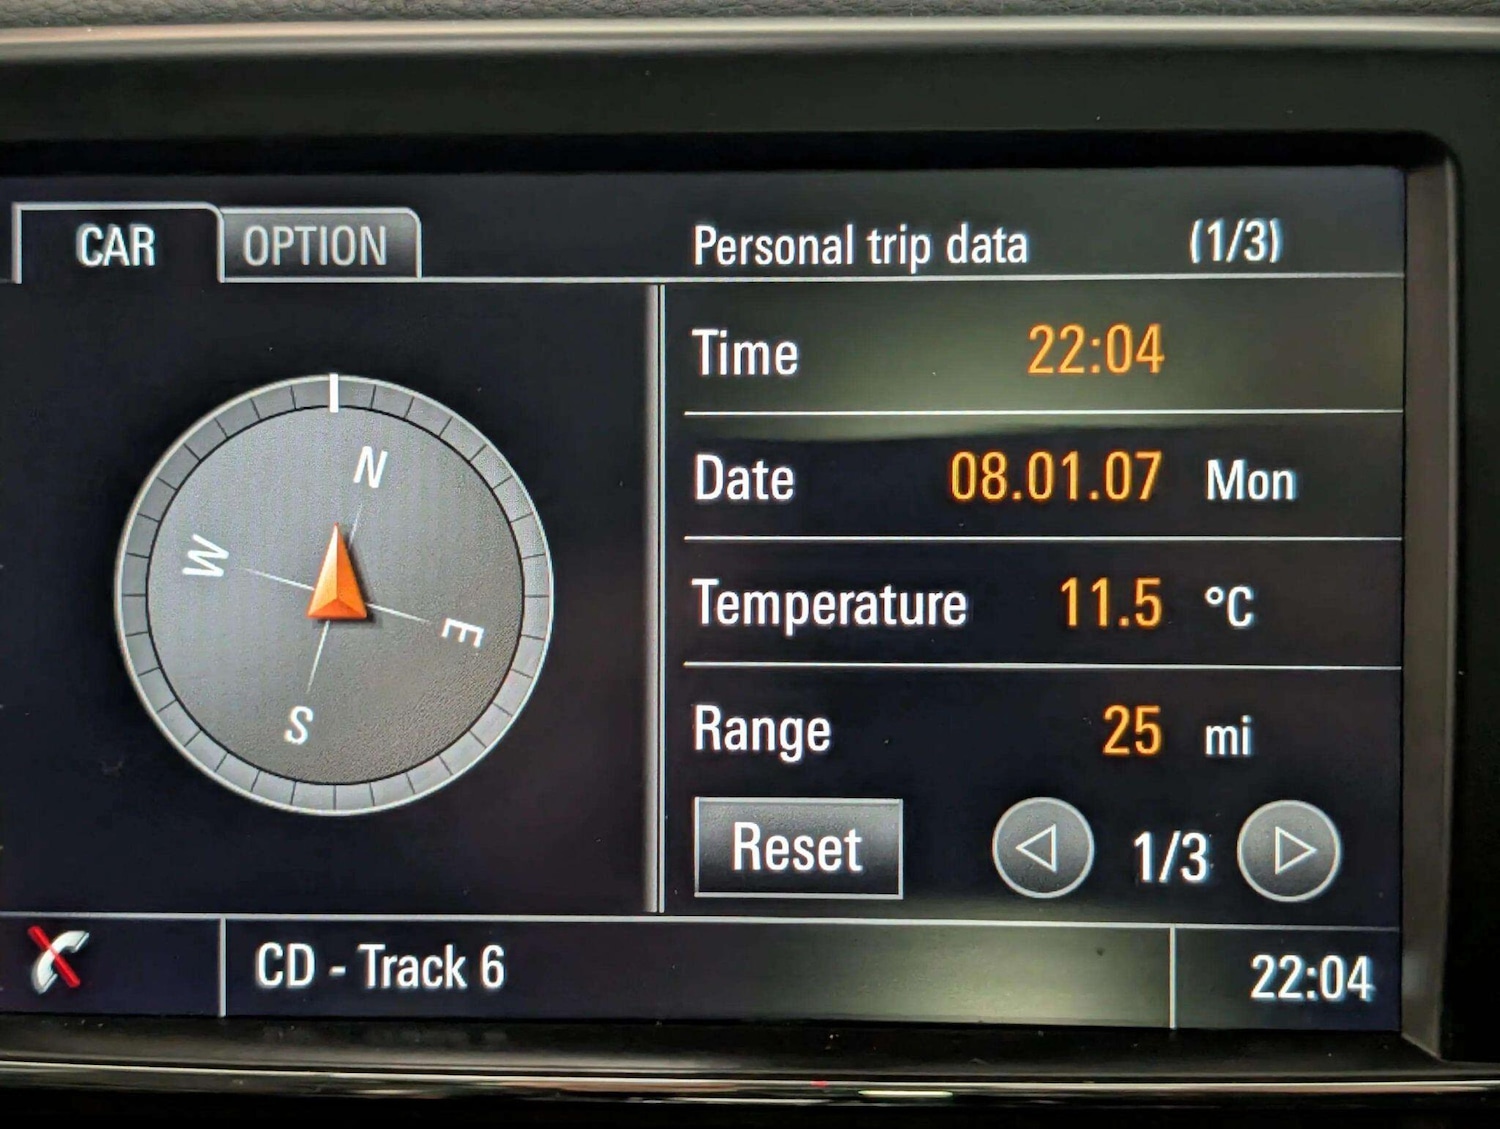 CAR OPTION
Personal trip data (1/3)
Time 22:04
Date 08.01.07 Mon
Temperature 11.5 °C
Range 25 mi
Reset 1/3
N
W
E
S
CD - Track 6
22:04